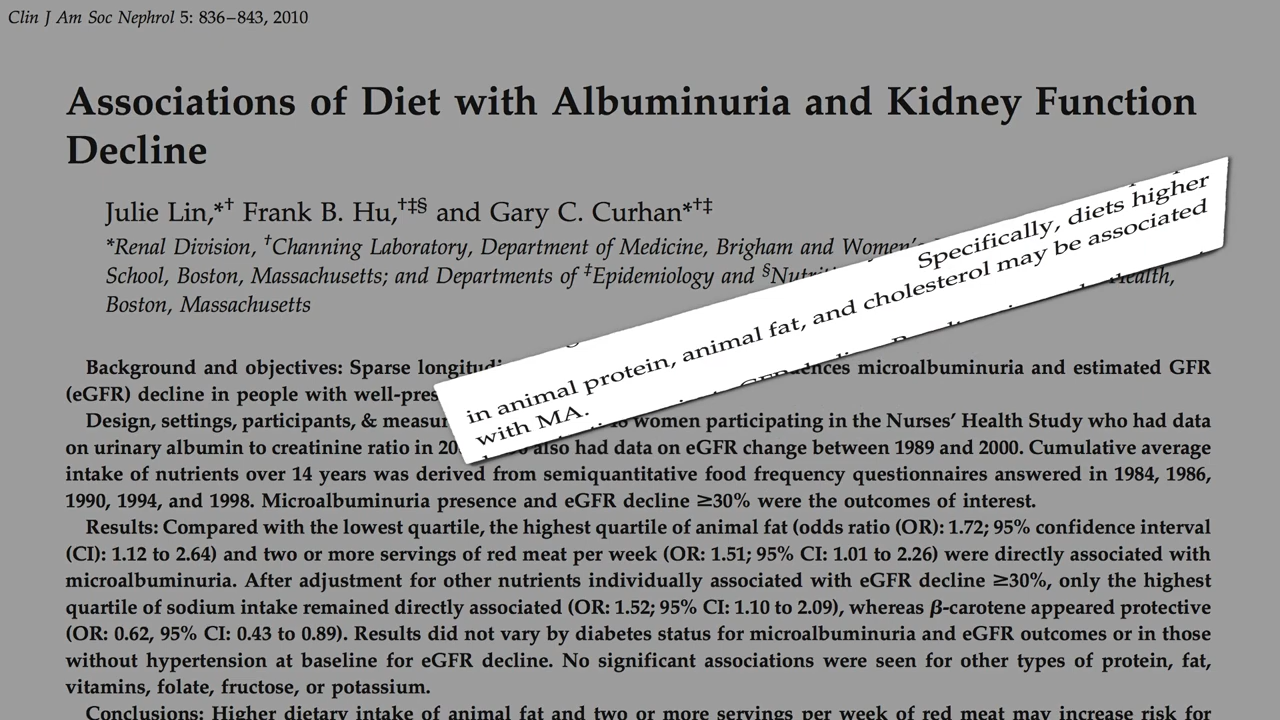 Clin J Am Soc Nephrol 5: 836–843, 2010
Associations of Diet with Albuminuria and Kidney Function
Decline
Julie Lin,*† Frank B. Hu,†‡§ and Gary C. Curhan*†‡
*Renal Division, †Channing Laboratory, Department of Medicine, Brigham and Women's
School, Boston, Massachusetts; and Departments of ‡Epidemiology and § Health,
Boston, Massachusetts
Specifically, diets higher
in animal protein, animal fat, and cholesterol may be associated
with MA.
Background and objectives: Sparse microalbuminuria and estimated GFR
(eGFR) decline in people with
Design, settings, participants, & women participating in the Nurses' Health Study who had data
on urinary albumin to creatinine ratio in also had data on eGFR change between 1989 and 2000. Cumulative average
intake of nutrients over 14 years was derived from semiquantitative food frequency questionnaires answered in 1984, 1986,
1990, 1994, and 1998. Microalbuminuria presence and eGFR decline ≥30% were the outcomes of interest.
Results: Compared with the lowest quartile, the highest quartile of animal fat (odds ratio (OR): 1.72; 95% confidence interval
(CI): 1.12 to 2.64) and two or more servings of red meat per week (OR: 1.51; 95% CI: 1.01 to 2.26) were directly associated with
microalbuminuria. After adjustment for other nutrients individually associated with eGFR decline ≥30%, only the highest
quartile of sodium intake remained directly associated (OR: 1.52; 95% CI: 1.10 to 2.09), whereas β-carotene appeared protective
(OR: 0.62, 95% CI: 0.43 to 0.89). Results did not vary by diabetes status for microalbuminuria and eGFR outcomes or in those
without hypertension at baseline for eGFR decline. No significant associations were seen for other types of protein, fat,
vitamins, folate, fructose, or potassium.
Conclusions: Higher dietary intake of animal fat and two or more servings per week of red meat may increase risk for